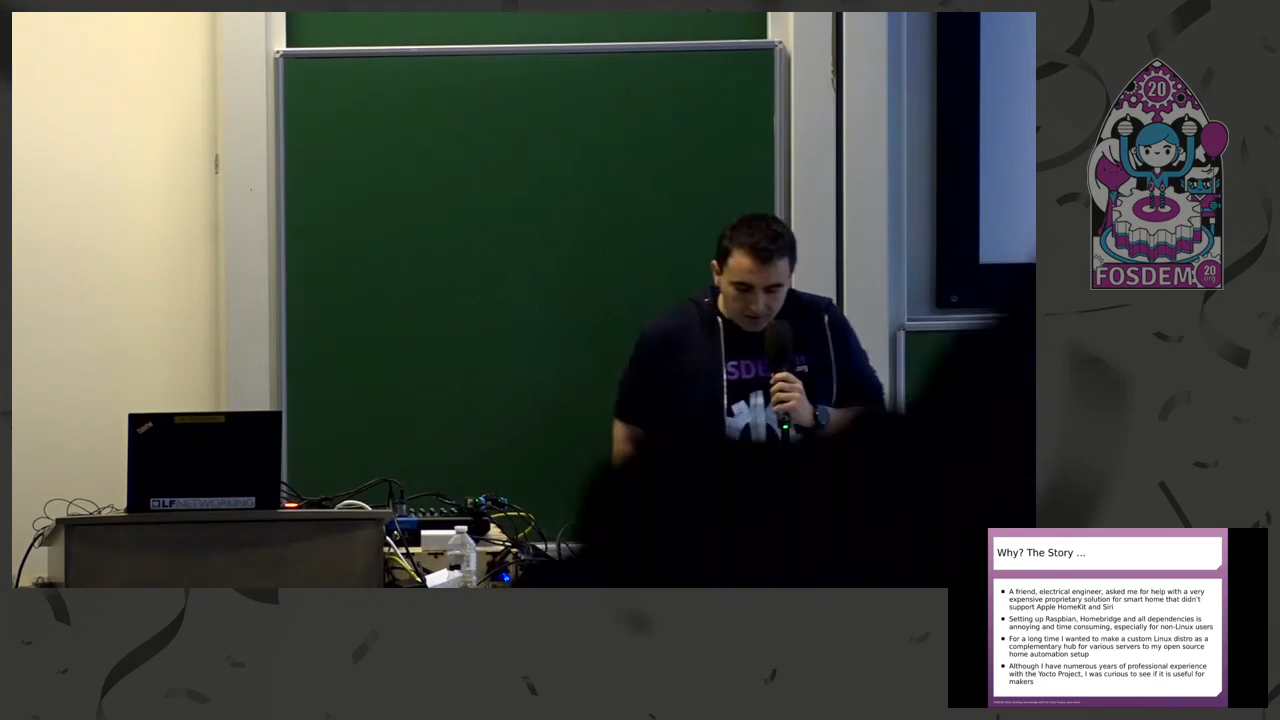 20
FOSDEM
20
.org
ThinkPad
LFNETWORKING
Why? The Story ...
A friend, electrical engineer, asked me for help with a very
expensive proprietary solution for smart home that didn't
support Apple HomeKit and Siri
Setting up Raspbian, Homebridge and all dependencies is
annoying and time consuming, especially for non-Linux users
For a long time I wanted to make a custom Linux distro as a
complementary hub for various servers to my open source
home automation setup
Although I have numerous years of professional experience
with the Yocto Project, I was curious to see if it is useful for
makers